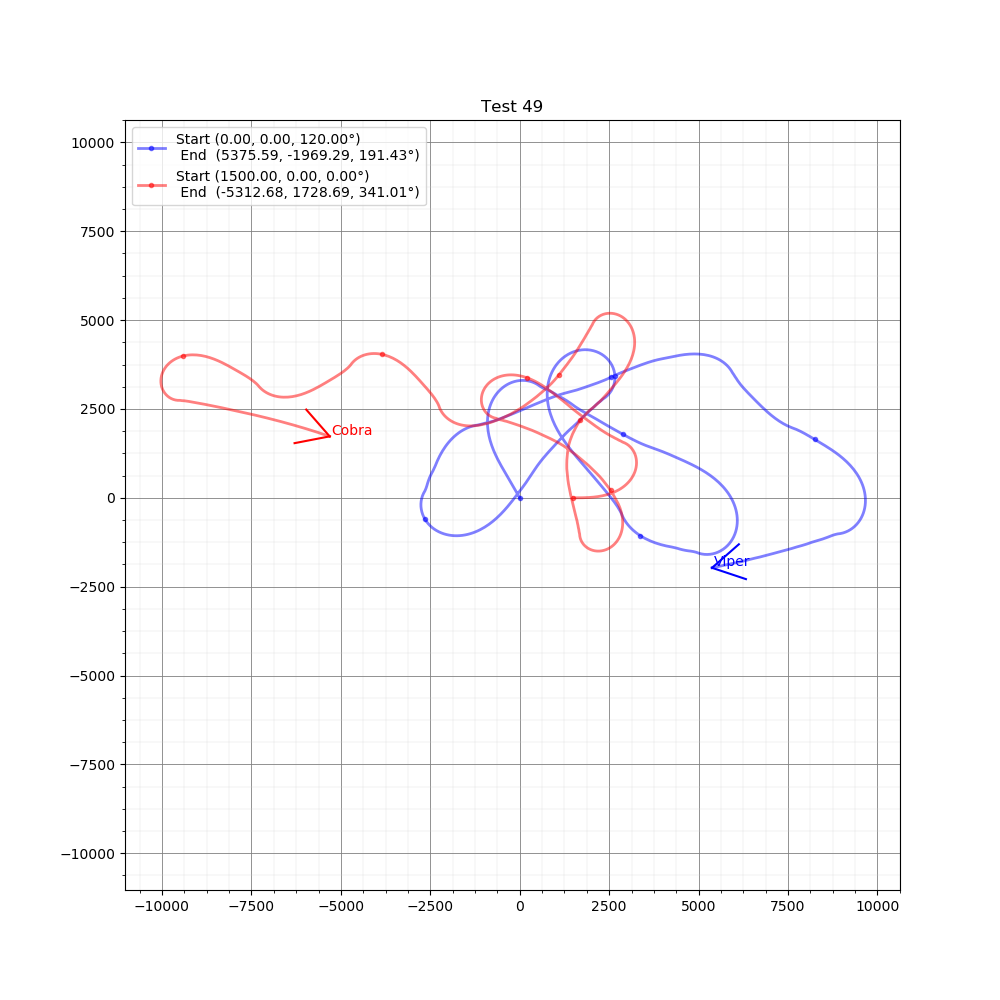 Test 49
Start (0.00, 0.00, 120.00°)
End  (5375.59, -1969.29, 191.43°)
Start (1500.00, 0.00, 0.00°)
End  (-5312.68, 1728.69, 341.01°)
10000
7500
5000
2500
0
−2500
−5000
−7500
−10000
Cobra
Viper
−10000 −7500 −5000 −2500 0 2500 5000 7500 10000